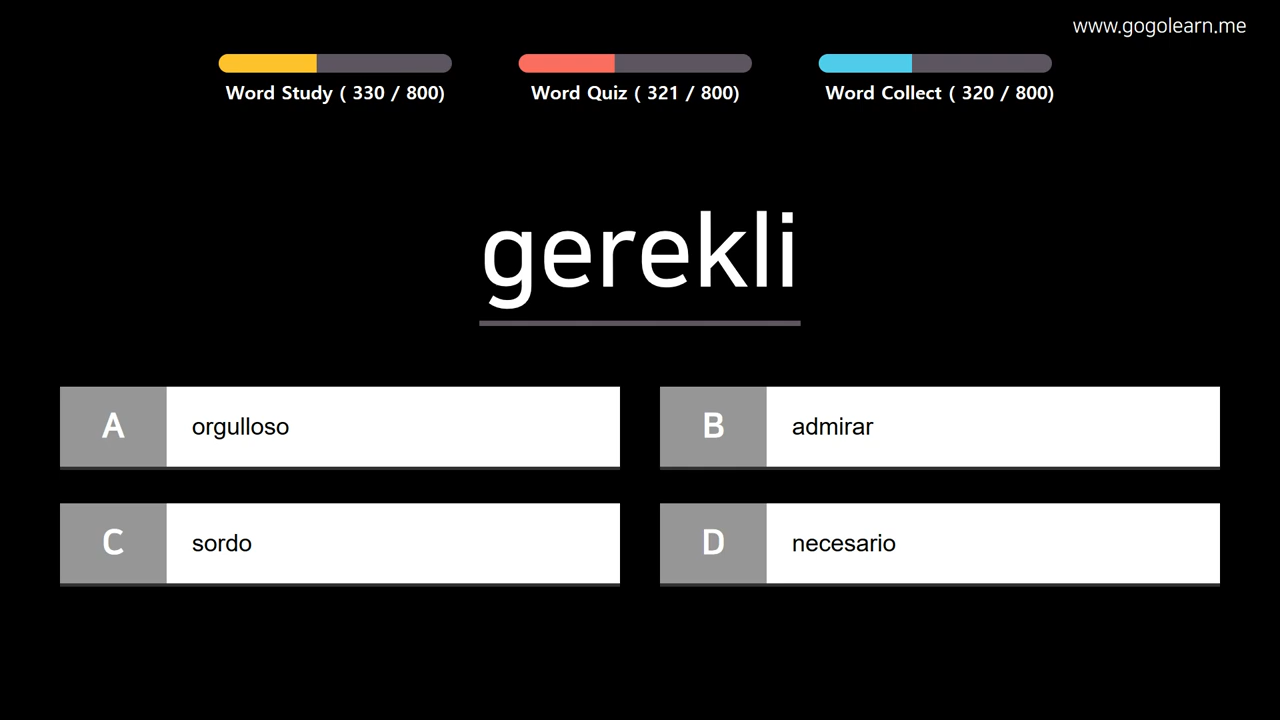 www.gogolearn.me
Word Study ( 330 / 800)
Word Quiz ( 321 / 800)
Word Collect ( 320 / 800)
gerekli
A orgulloso
B admirar
C sordo
D necesario